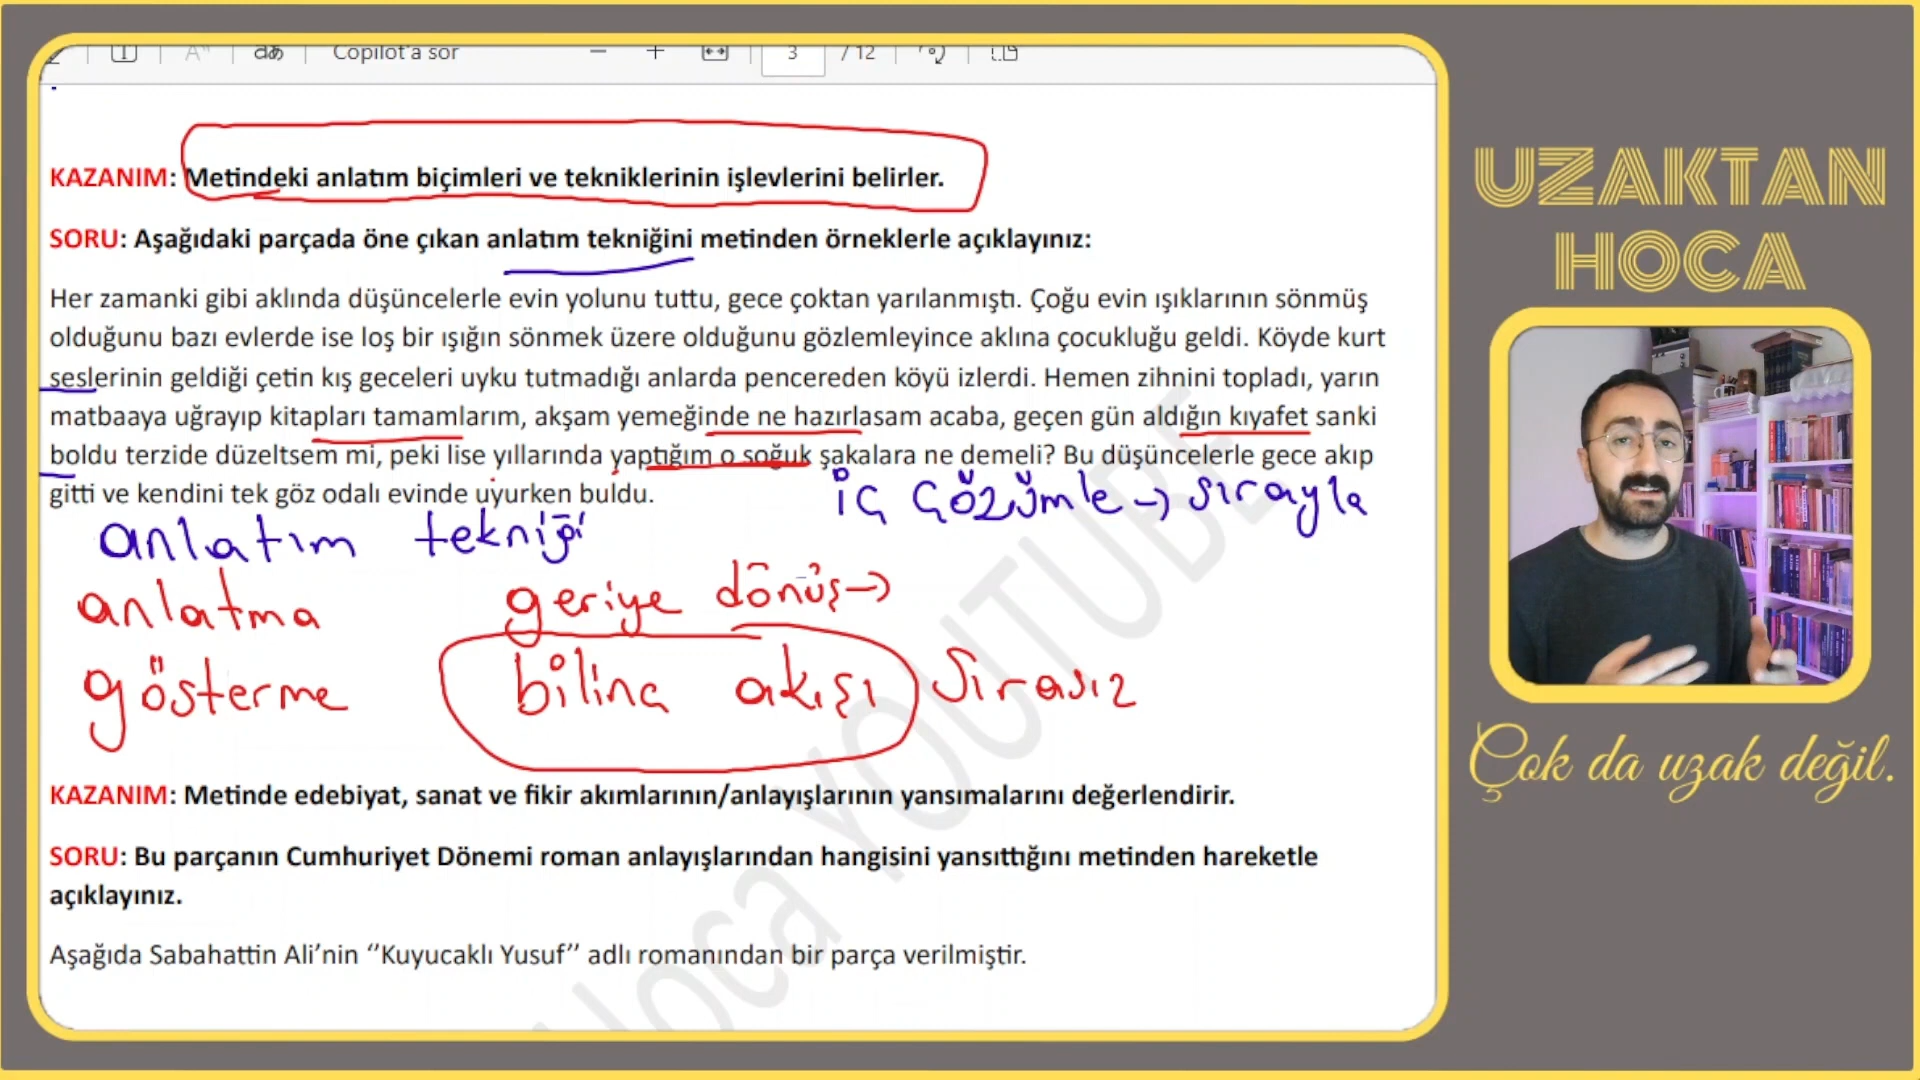 Copilot'a sor
3 / 12
KAZANIM: Metindeki anlatım biçimleri ve tekniklerinin işlevlerini belirler.
SORU: Aşağıdaki parçada öne çıkan anlatım tekniğini metinden örneklerle açıklayınız:
Her zamanki gibi aklında düşüncelerle evin yolunu tuttu, gece çoktan yarılanmıştı. Çoğu evin ışıklarının sönmüş
olduğunu bazı evlerde ise loş bir ışığın sönmek üzere olduğunu gözlemleyince aklına çocukluğu geldi. Köyde kurt
seslerinin geldiği çetin kış geceleri uyku tutmadığı anlarda pencereden köyü izlerdi. Hemen zihnini topladı, yarın
matbaaya uğrayıp kitapları tamamlarım, akşam yemeğinde ne hazırlasam acaba, geçen gün aldığın kıyafet sanki
boldu terzide düzeltsem mi, peki lise yıllarında yaptığım o soğuk şakalara ne demeli? Bu düşüncelerle gece akıp
gitti ve kendini tek göz odalı evinde uyurken buldu.
iç çözümle → sırayla
anlatım tekniği
anlatma
geriye dönüş →
gösterme
bilinç akışı
Sırasız
KAZANIM: Metinde edebiyat, sanat ve fikir akımlarının/anlayışlarının yansımalarını değerlendirir.
SORU: Bu parçanın Cumhuriyet Dönemi roman anlayışlarından hangisini yansıttığını metinden hareketle
açıklayınız.
Aşağıda Sabahattin Ali'nin ''Kuyucaklı Yusuf'' adlı romanından bir parça verilmiştir.
Hoca YOUTUBE
UZAKTAN
HOCA
Çok da uzak değil.